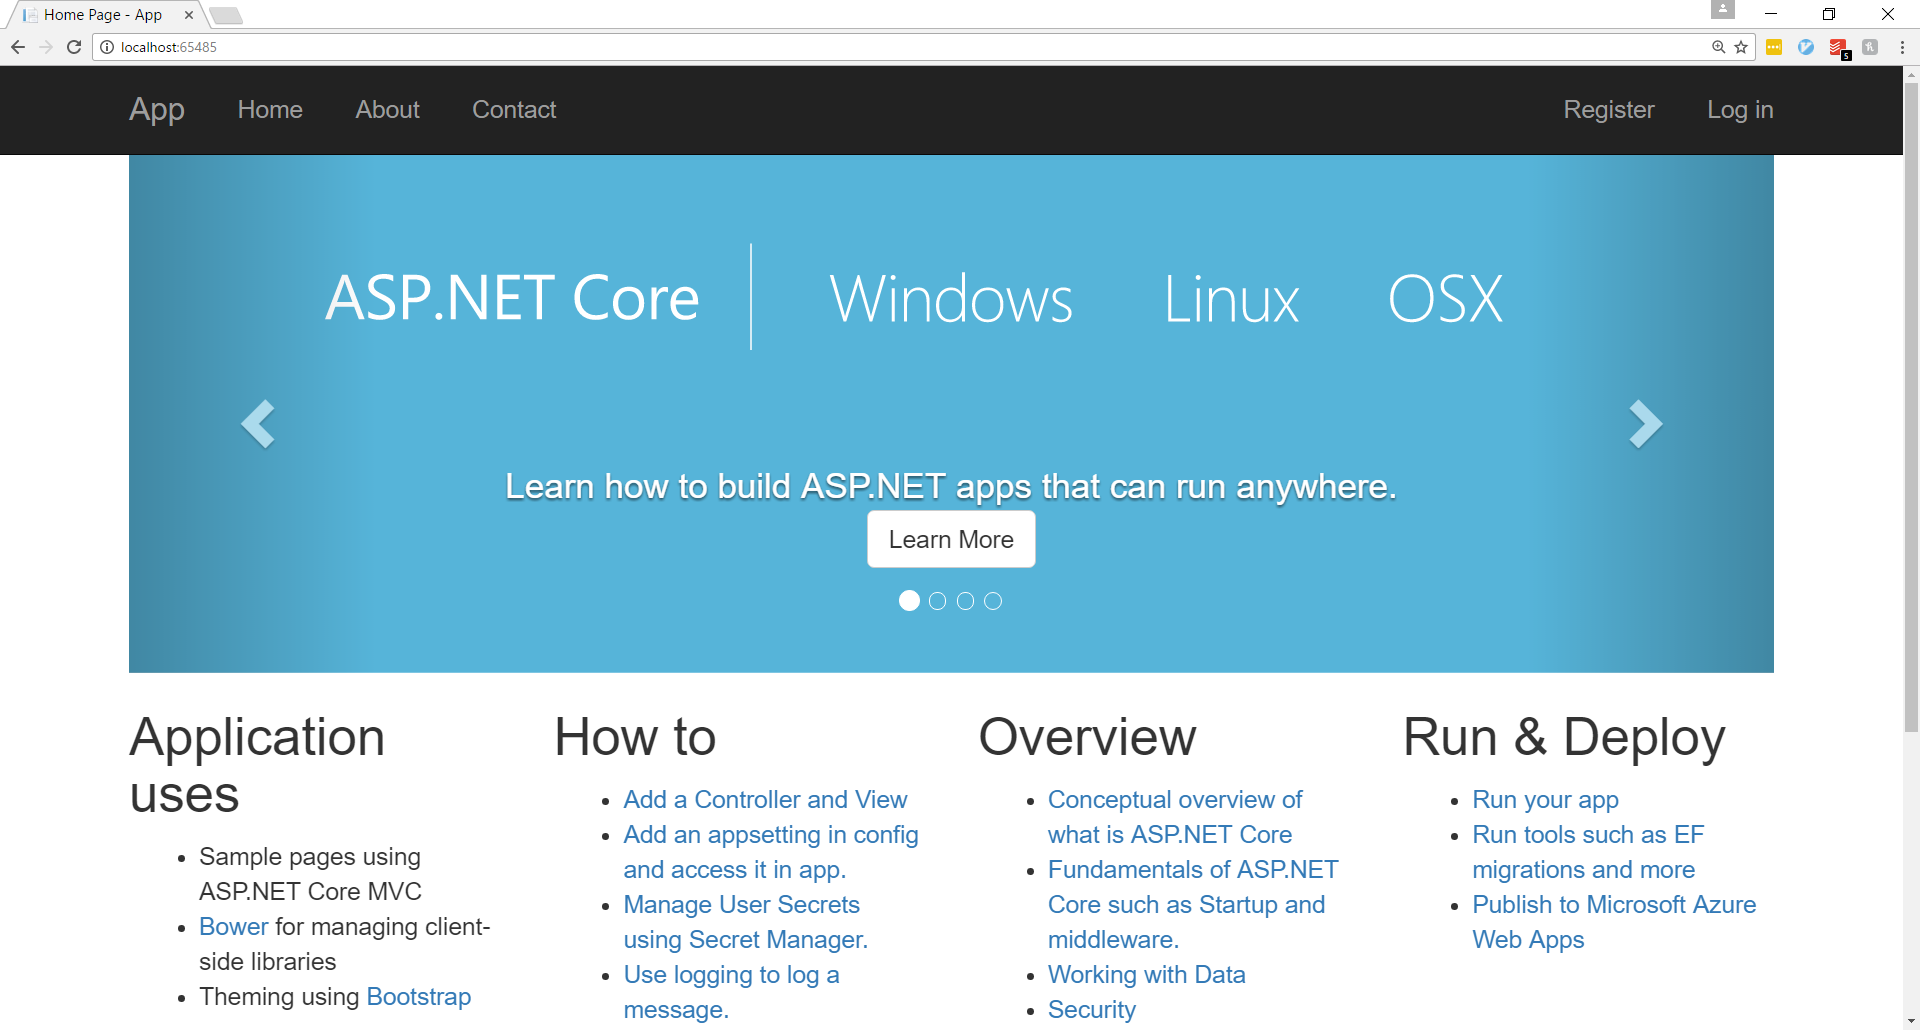 Home Page - App
localhost:65485
5
App Home About Contact Register Log in
ASP.NET Core Windows Linux OSX
Learn how to build ASP.NET apps that can run anywhere.
Learn More
Application
uses
Sample pages using
ASP.NET Core MVC
Bower for managing client-
side libraries
Theming using Bootstrap
How to
Add a Controller and View
Add an appsetting in config
and access it in app.
Manage User Secrets
using Secret Manager.
Use logging to log a
message.
Overview
Conceptual overview of
what is ASP.NET Core
Fundamentals of ASP.NET
Core such as Startup and
middleware.
Working with Data
Security
Run & Deploy
Run your app
Run tools such as EF
migrations and more
Publish to Microsoft Azure
Web Apps